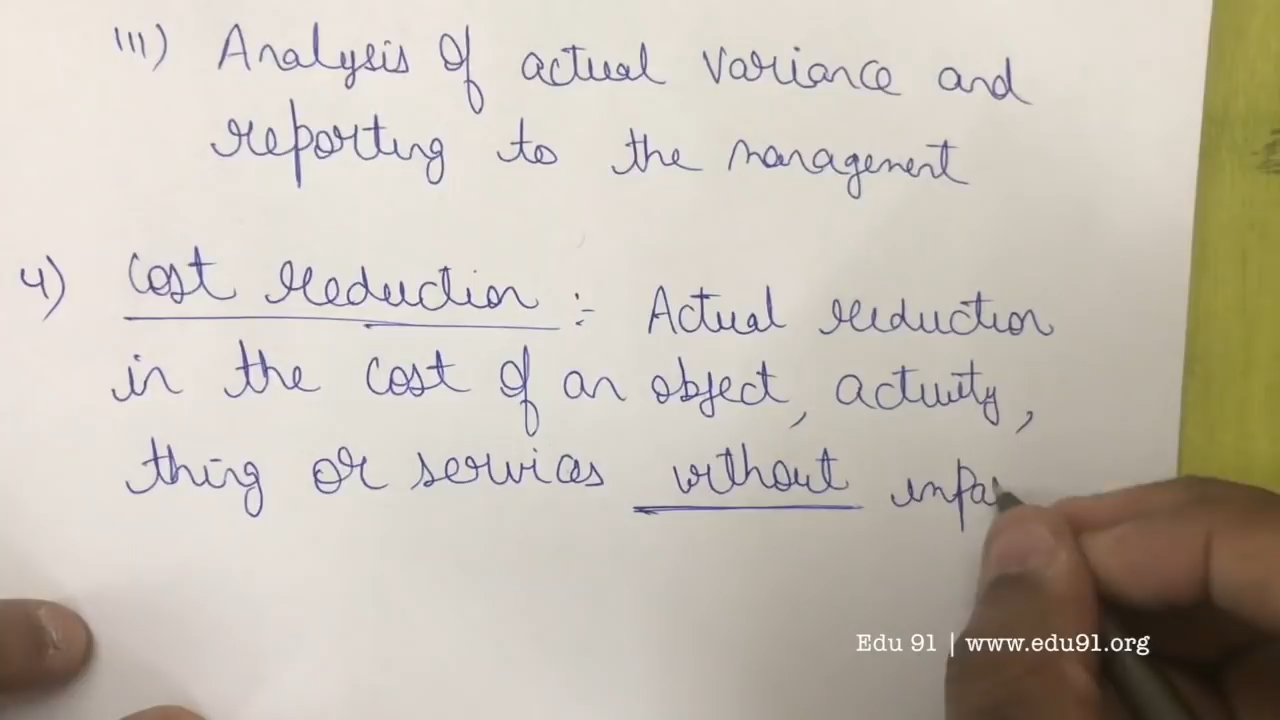 III) Analysis of actual variance and
reporting to the management
4) Cost reduction :- Actual reduction
in the cost of an object, activity,
thing or services without impa
Edu 91 | www.edu91.org